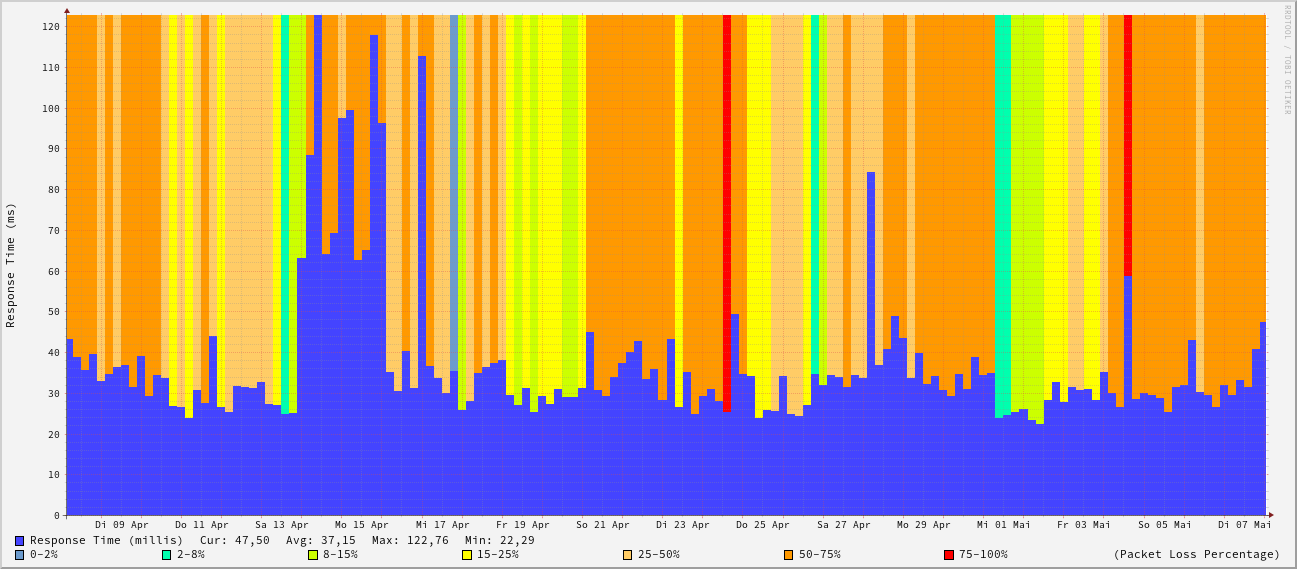 RRDTOOL / TOBI OETIKER
Response Time (ms)
120
110
100
90
80
70
60
50
40
30
20
10
0
Di 09 Apr Do 11 Apr Sa 13 Apr Mo 15 Apr Mi 17 Apr Fr 19 Apr So 21 Apr Di 23 Apr Do 25 Apr Sa 27 Apr Mo 29 Apr Mi 01 Mai Fr 03 Mai So 05 Mai Di 07 Mai
Response Time (millis) Cur: 47,50 Avg: 37,15 Max: 122,76 Min: 22,29
0-2% 2-8% 8-15% 15-25% 25-50% 50-75% 75-100% (Packet Loss Percentage)